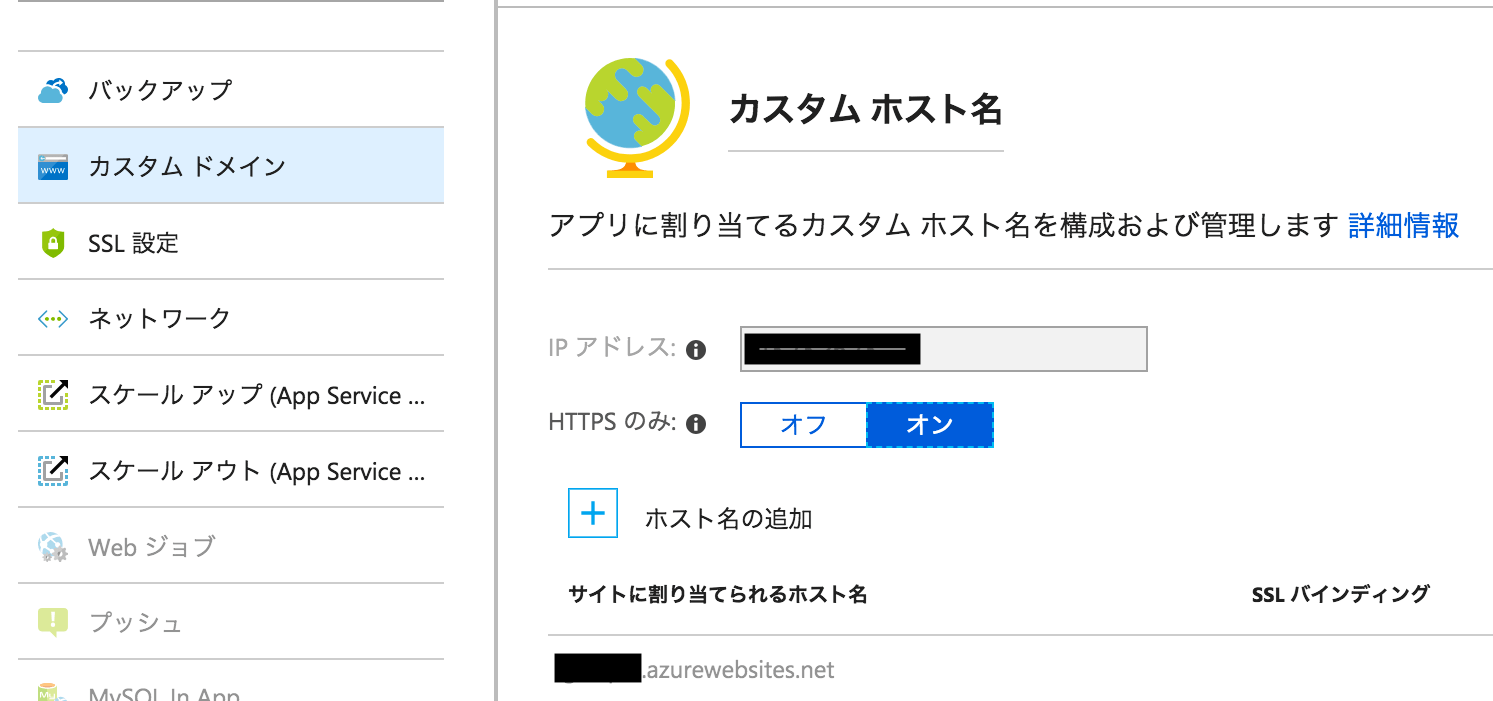 バックアップ
www
カスタム ドメイン
SSL 設定
ネットワーク
スケール アップ (App Service ...
スケール アウト (App Service ...
Web ジョブ
プッシュ
My
MySQL In App
カスタム ホスト名
アプリに割り当てるカスタム ホスト名を構成および管理します 詳細情報
IP アドレス:
HTTPS のみ: オフ オン
ホスト名の追加
サイトに割り当てられるホスト名 SSL バインディング
.azurewebsites.net